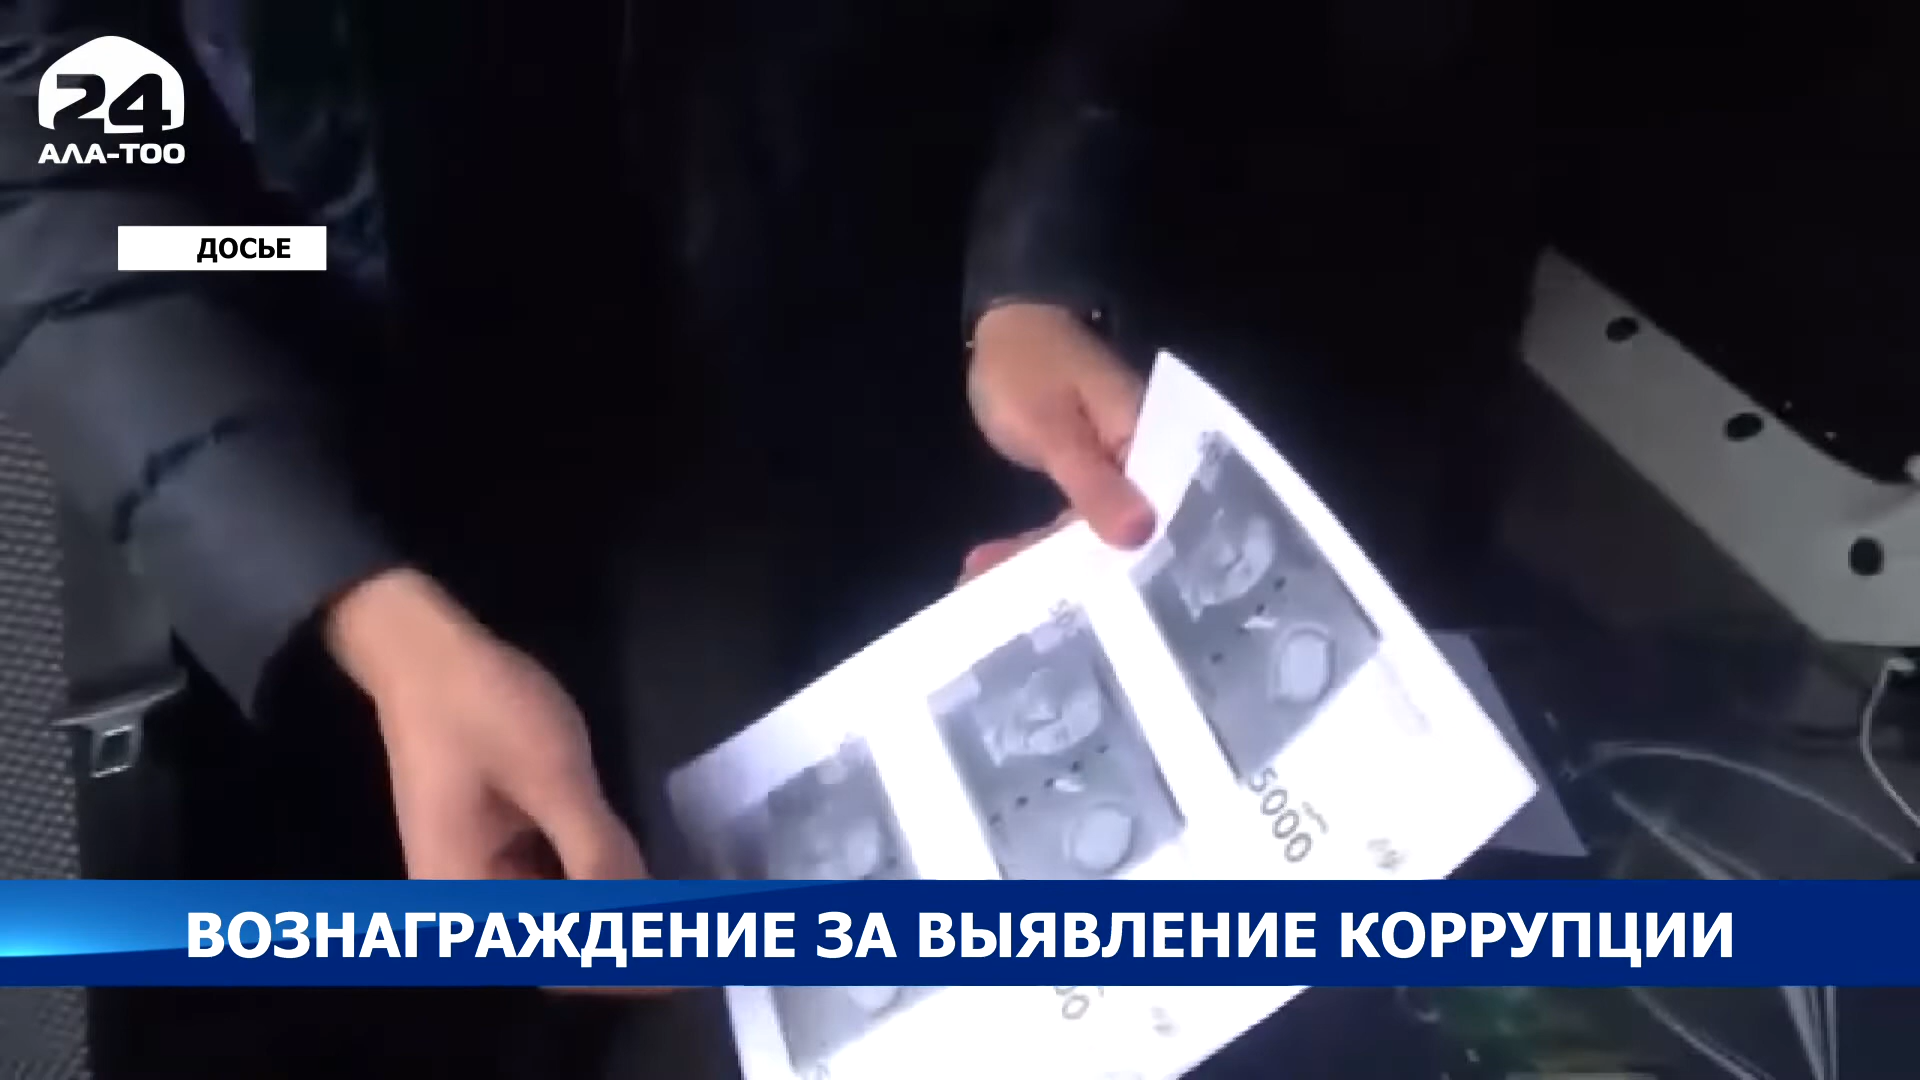 24
АЛА-ТОО
ДОСЬЕ
5000
ВОЗНАГРАЖДЕНИЕ ЗА ВЫЯВЛЕНИЕ КОРРУПЦИИ